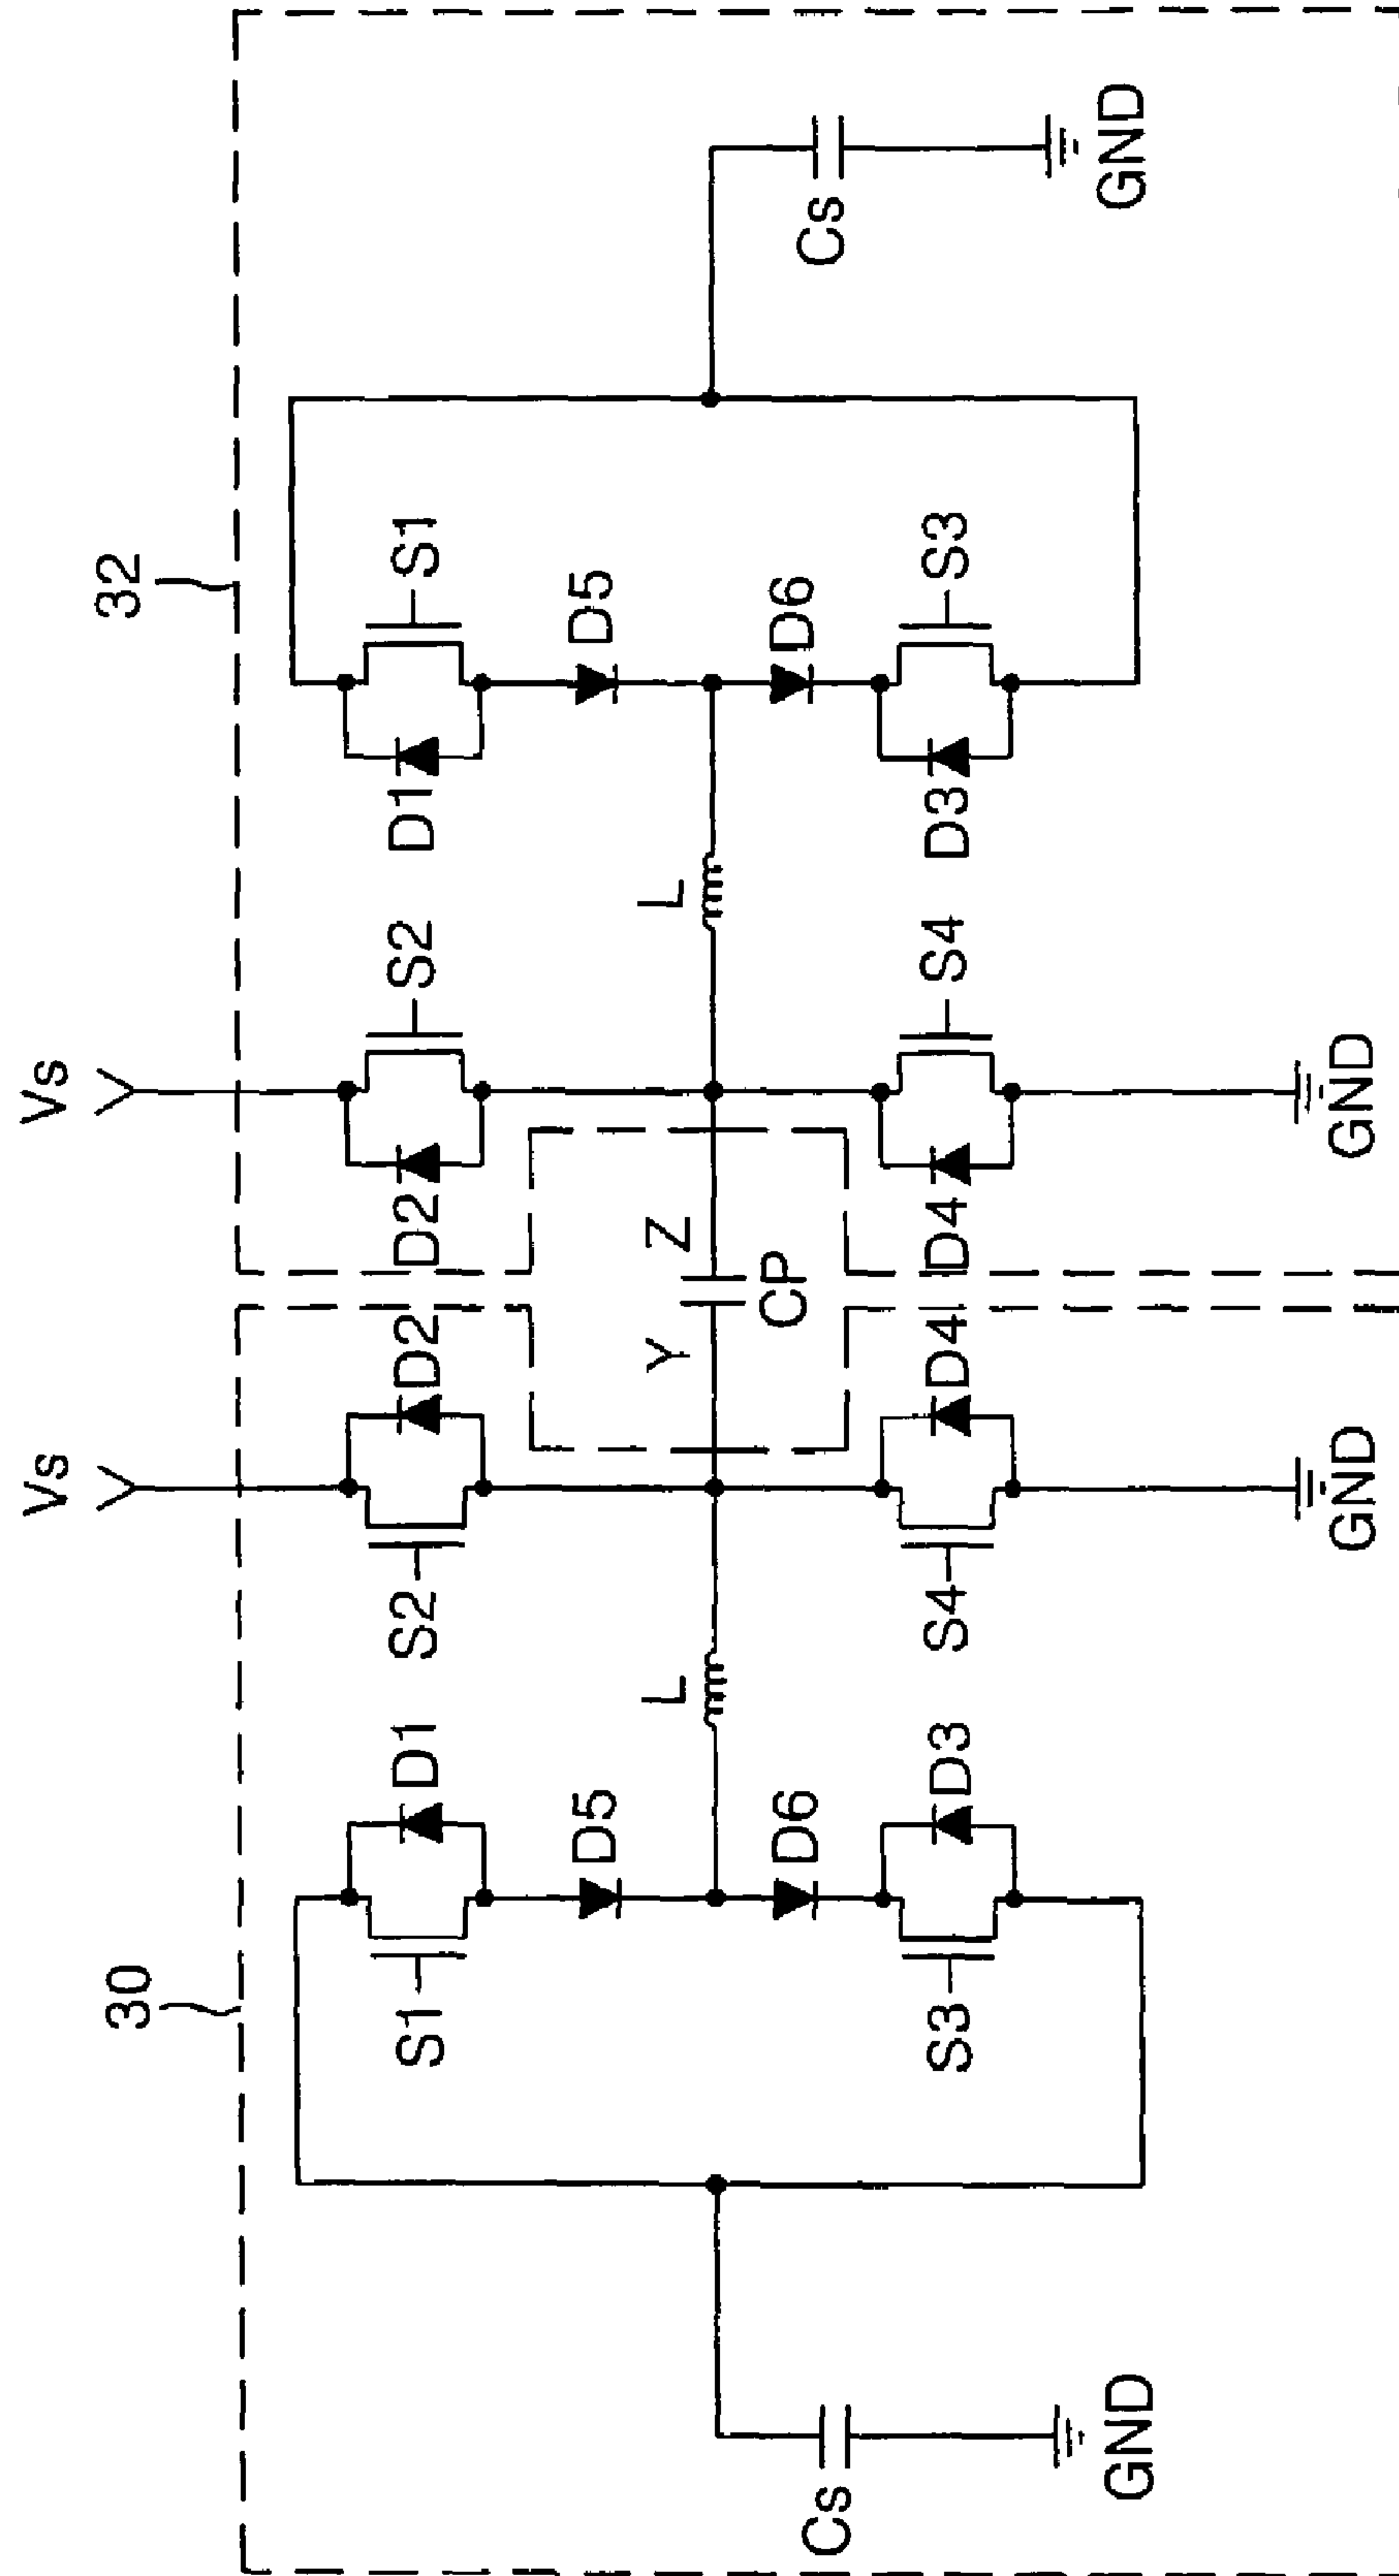 30
32
Vs
Vs
S1
D1
S2
D2
D2
S2
D1
S1
D5
D5
L
Y
Z
L
CP
D6
D6
Cs
S3
D3
S4
D4
D4
S4
D3
S3
Cs
GND
GND
GND
GND